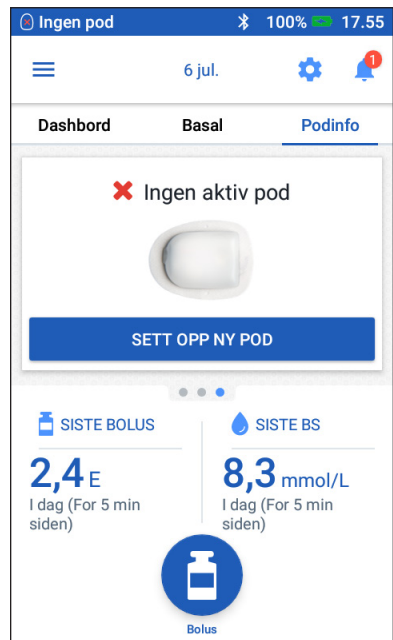 Ingen pod 100% 17.55
6 jul.
1
Dashbord Basal Podinfo
Ingen aktiv pod
SETT OPP NY POD
SISTE BOLUS SISTE BS
2,4 E 8,3 mmol/L
I dag (For 5 min I dag (For 5 min
siden) siden)
Bolus